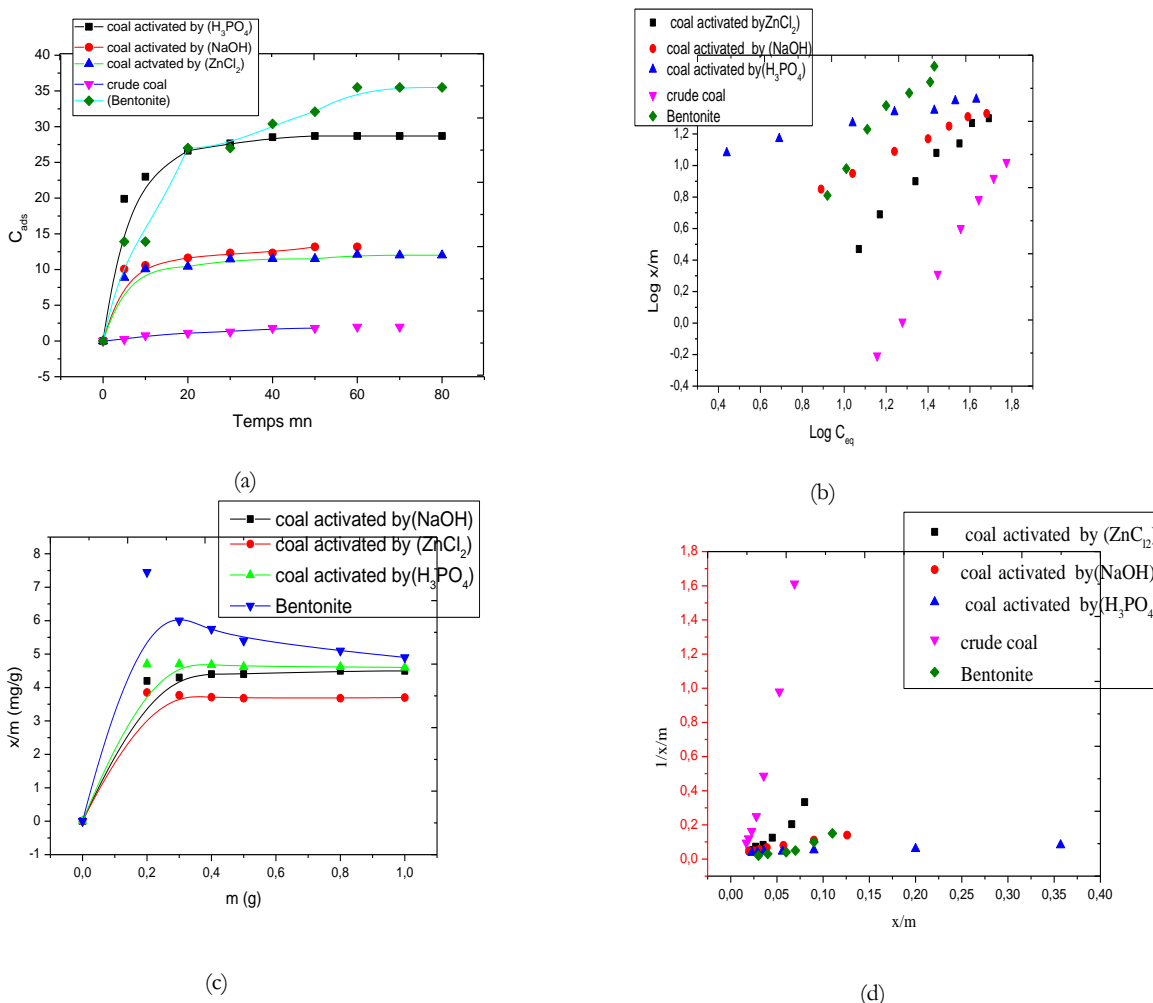 coal activated by (H₃PO₄)
coal activated by (NaOH)
coal actvated by (ZnCl₂)
crude coal
(Bentonite)
40
35
30
25
20
15
10
5
0
-5
C_ads
0 20 40 60 80
Temps mn
(a)
coal activated byZnCl₂)
coal activated by (NaOH)
coal activated by(H₃PO₄)
crude coal
Bentonite
1,2
1,0
0,8
0,6
0,4
0,2
0,0
-0,2
-0,4
Log x/m
0,4 0,6 0,8 1,0 1,2 1,4 1,6 1,8
Log C_eq
(b)
coal activated by(NaOH)
coal activated by (ZnCl₂)
coal activated by(H₃PO₄)
Bentonite
8
7
6
5
4
3
2
1
0
-1
x/m (mg/g)
0,0 0,2 0,4 0,6 0,8 1,0
m (g)
(c)
coal activated by (ZnC₁₂)
coal activated by(NaOH)
coal activated by(H₃PO₄
crude coal
Bentonite
1,8
1,6
1,4
1,2
1,0
0,8
0,6
0,4
0,2
0,0
1/x/m
0,00 0,05 0,10 0,15 0,20 0,25 0,30 0,35 0,40
x/m
(d)